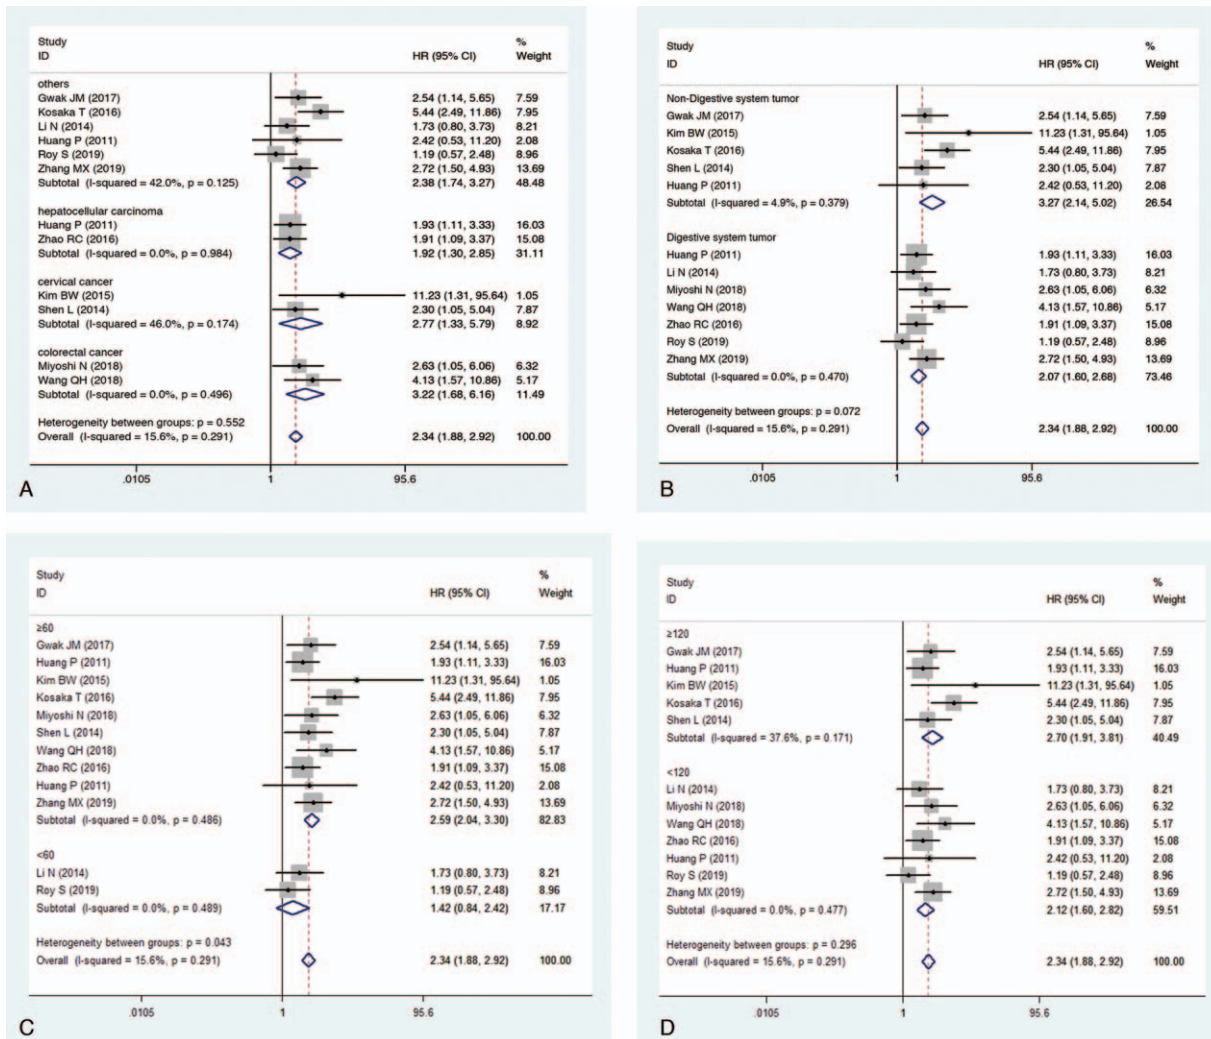 Study %
ID HR (95% CI) Weight
others
Gwak JM (2017) 2.54 (1.14, 5.65) 7.59
Kosaka T (2016) 5.44 (2.49, 11.86) 7.95
Li N (2014) 1.73 (0.80, 3.73) 8.21
Huang P (2011) 2.42 (0.53, 11.20) 2.08
Roy S (2019) 1.19 (0.57, 2.48) 8.96
Zhang MX (2019) 2.72 (1.50, 4.93) 13.69
Subtotal (I-squared = 42.0%, p = 0.125) 2.38 (1.74, 3.27) 48.48
hepatocellular carcinoma
Huang P (2011) 1.93 (1.11, 3.33) 16.03
Zhao RC (2016) 1.91 (1.09, 3.37) 15.08
Subtotal (I-squared = 0.0%, p = 0.984) 1.92 (1.30, 2.85) 31.11
cervical cancer
Kim BW (2015) 11.23 (1.31, 95.64) 1.05
Shen L (2014) 2.30 (1.05, 5.04) 7.87
Subtotal (I-squared = 46.0%, p = 0.174) 2.77 (1.33, 5.79) 8.92
colorectal cancer
Miyoshi N (2018) 2.63 (1.05, 6.06) 6.32
Wang QH (2018) 4.13 (1.57, 10.86) 5.17
Subtotal (I-squared = 0.0%, p = 0.496) 3.22 (1.68, 6.16) 11.49
Heterogeneity between groups: p = 0.552
Overall (I-squared = 15.6%, p = 0.291) 2.34 (1.88, 2.92) 100.00
.0105 1 95.6
A
Study %
ID HR (95% CI) Weight
Non-Digestive system tumor
Gwak JM (2017) 2.54 (1.14, 5.65) 7.59
Kim BW (2015) 11.23 (1.31, 95.64) 1.05
Kosaka T (2016) 5.44 (2.49, 11.86) 7.95
Shen L (2014) 2.30 (1.05, 5.04) 7.87
Huang P (2011) 2.42 (0.53, 11.20) 2.08
Subtotal (I-squared = 4.9%, p = 0.379) 3.27 (2.14, 5.02) 26.54
Digestive system tumor
Huang P (2011) 1.93 (1.11, 3.33) 16.03
Li N (2014) 1.73 (0.80, 3.73) 8.21
Miyoshi N (2018) 2.63 (1.05, 6.06) 6.32
Wang QH (2018) 4.13 (1.57, 10.86) 5.17
Zhao RC (2016) 1.91 (1.09, 3.37) 15.08
Roy S (2019) 1.19 (0.57, 2.48) 8.96
Zhang MX (2019) 2.72 (1.50, 4.93) 13.69
Subtotal (I-squared = 0.0%, p = 0.470) 2.07 (1.60, 2.68) 73.46
Heterogeneity between groups: p = 0.072
Overall (I-squared = 15.6%, p = 0.291) 2.34 (1.88, 2.92) 100.00
.0105 1 95.6
B
Study %
ID HR (95% CI) Weight
≥60
Gwak JM (2017) 2.54 (1.14, 5.65) 7.59
Huang P (2011) 1.93 (1.11, 3.33) 16.03
Kim BW (2015) 11.23 (1.31, 95.64) 1.05
Kosaka T (2016) 5.44 (2.49, 11.86) 7.95
Miyoshi N (2018) 2.63 (1.05, 6.06) 6.32
Shen L (2014) 2.30 (1.05, 5.04) 7.87
Wang QH (2018) 4.13 (1.57, 10.86) 5.17
Zhao RC (2016) 1.91 (1.09, 3.37) 15.08
Huang P (2011) 2.42 (0.53, 11.20) 2.08
Zhang MX (2019) 2.72 (1.50, 4.93) 13.69
Subtotal (I-squared = 0.0%, p = 0.486) 2.59 (2.04, 3.30) 82.83
<60
Li N (2014) 1.73 (0.80, 3.73) 8.21
Roy S (2019) 1.19 (0.57, 2.48) 8.96
Subtotal (I-squared = 0.0%, p = 0.489) 1.42 (0.84, 2.42) 17.17
Heterogeneity between groups: p = 0.043
Overall (I-squared = 15.6%, p = 0.291) 2.34 (1.88, 2.92) 100.00
.0105 1 95.6
C
Study %
ID HR (95% CI) Weight
≥120
Gwak JM (2017) 2.54 (1.14, 5.65) 7.59
Huang P (2011) 1.93 (1.11, 3.33) 16.03
Kim BW (2015) 11.23 (1.31, 95.64) 1.05
Kosaka T (2016) 5.44 (2.49, 11.86) 7.95
Shen L (2014) 2.30 (1.05, 5.04) 7.87
Subtotal (I-squared = 37.6%, p = 0.171) 2.70 (1.91, 3.81) 40.49
<120
Li N (2014) 1.73 (0.80, 3.73) 8.21
Miyoshi N (2018) 2.63 (1.05, 6.06) 6.32
Wang QH (2018) 4.13 (1.57, 10.86) 5.17
Zhao RC (2016) 1.91 (1.09, 3.37) 15.08
Huang P (2011) 2.42 (0.53, 11.20) 2.08
Roy S (2019) 1.19 (0.57, 2.48) 8.96
Zhang MX (2019) 2.72 (1.50, 4.93) 13.69
Subtotal (I-squared = 0.0%, p = 0.477) 2.12 (1.60, 2.82) 59.51
Heterogeneity between groups: p = 0.296
Overall (I-squared = 15.6%, p = 0.291) 2.34 (1.88, 2.92) 100.00
.0105 1 95.6
D